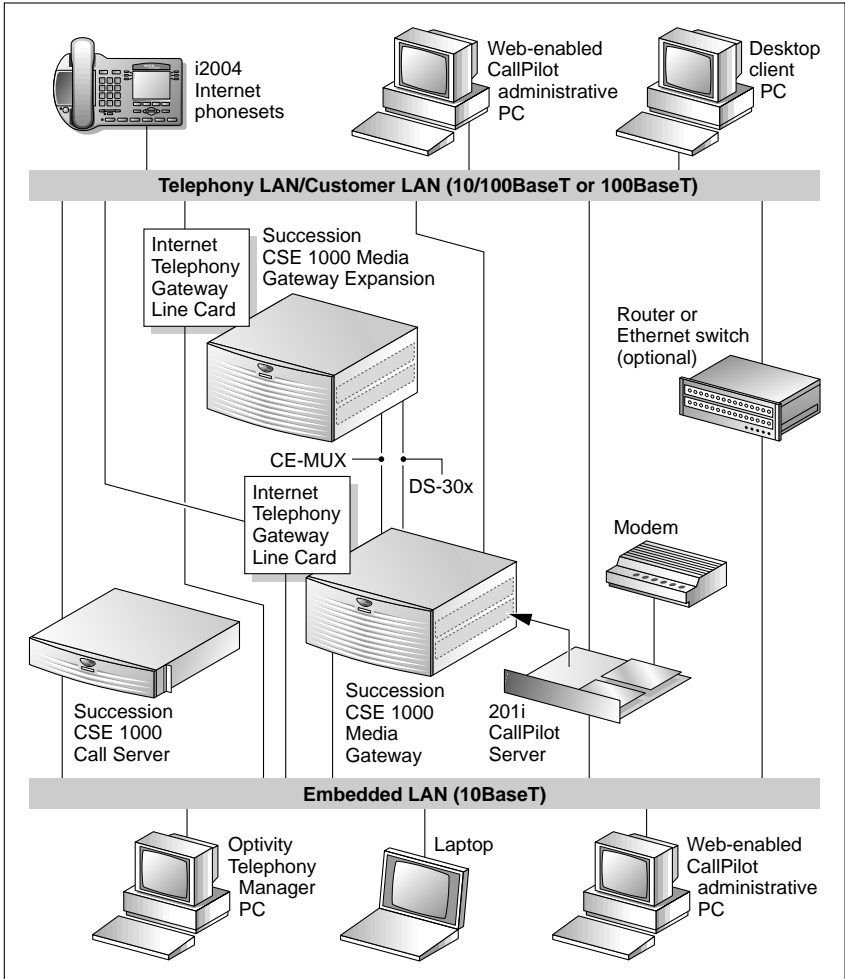 i2004
Internet
phonesets
Web-enabled
CallPilot
administrative
PC
Desktop
client
PC
Telephony LAN/Customer LAN (10/100BaseT or 100BaseT)
Internet
Telephony
Gateway
Line Card
Succession
CSE 1000 Media
Gateway Expansion
Router or
Ethernet switch
(optional)
CE-MUX
DS-30x
Internet
Telephony
Gateway
Line Card
Modem
Succession
CSE 1000
Call Server
Succession
CSE 1000
Media
Gateway
201i
CallPilot
Server
Embedded LAN (10BaseT)
Optivity
Telephony
Manager
PC
Laptop
Web-enabled
CallPilot
administrative
PC